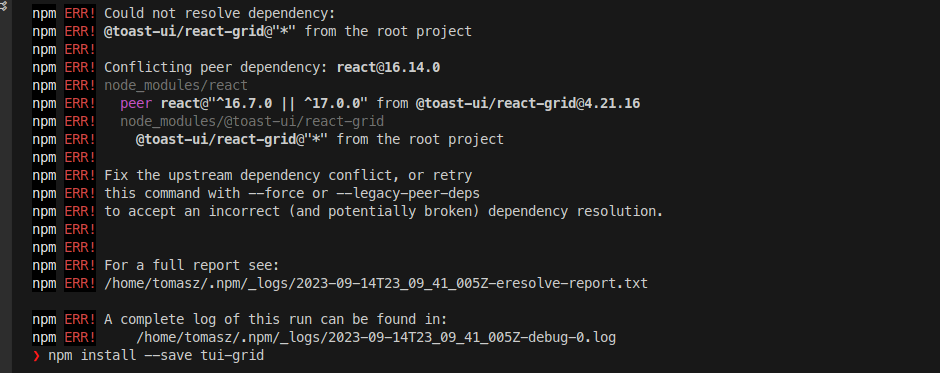 npm ERR! Could not resolve dependency:
npm ERR! @toast-ui/react-grid@"*" from the root project
npm ERR!
npm ERR! Conflicting peer dependency: react@16.14.0
npm ERR! node_modules/react
npm ERR!   peer react@"^16.7.0 || ^17.0.0" from @toast-ui/react-grid@4.21.16
npm ERR!   node_modules/@toast-ui/react-grid
npm ERR!     @toast-ui/react-grid@"*" from the root project
npm ERR!
npm ERR! Fix the upstream dependency conflict, or retry
npm ERR! this command with --force or --legacy-peer-deps
npm ERR! to accept an incorrect (and potentially broken) dependency resolution.
npm ERR!
npm ERR!
npm ERR! For a full report see:
npm ERR! /home/tomasz/.npm/_logs/2023-09-14T23_09_41_005Z-eresolve-report.txt

npm ERR! A complete log of this run can be found in:
npm ERR!     /home/tomasz/.npm/_logs/2023-09-14T23_09_41_005Z-debug-0.log
❯ npm install --save tui-grid